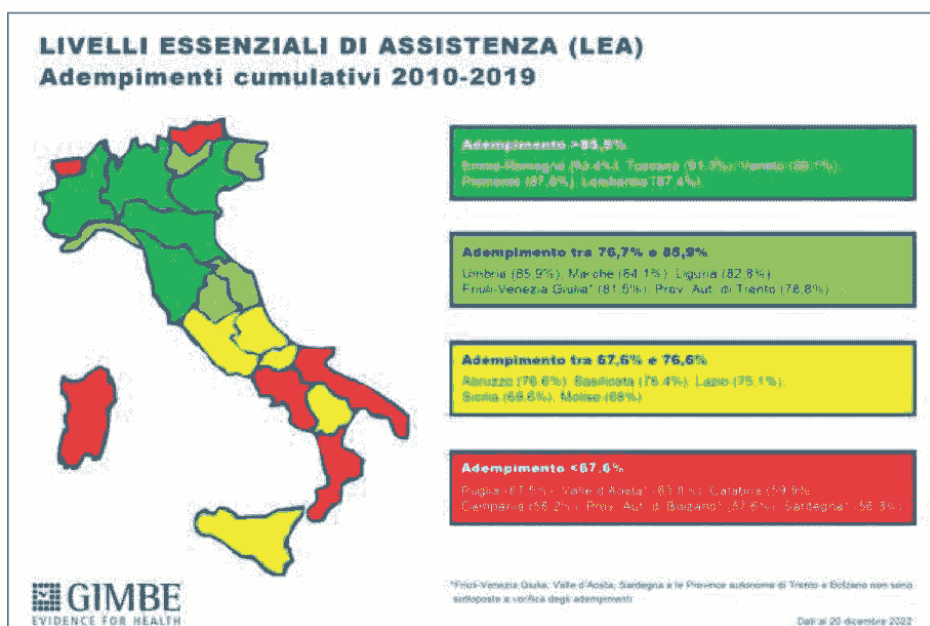 LIVELLI ESSENZIALI DI ASSISTENZA (LEA)
Adempimenti cumulativi 2010-2019
Adempimento >85,9%
Emilia-Romagna (93,4%), Toscana (91,3%), Veneto (89,1%),
Piemonte (87,6%), Lombardia (87,4%)
Adempimento tra 76,7% e 85,9%
Umbria (85,9%), Marche (84,1%), Liguria (82,8%)
Friuli-Venezia Giulia* (81,5%), Prov. Aut. di Trento (78,8%)
Adempimento tra 67,6% e 76,6%
Abruzzo (76,6%), Basilicata (76,4%), Lazio (75,1%),
Sicilia (69,6%), Molise (68%)
Adempimento <67,6%
Puglia (67,5%), Valle d'Aosta* (63,8%), Calabria (59,9%
Campania (58,2%), Prov. Aut. di Bolzano* (57,6%), Sardegna* (56,3%)
*Friuli-Venezia Giulia, Valle d'Aosta, Sardegna e le Province autonome di Trento e Bolzano non sono
sottoposte a verifica degli adempimenti
GIMBE
EVIDENCE FOR HEALTH
Dati al 20 dicembre 2022